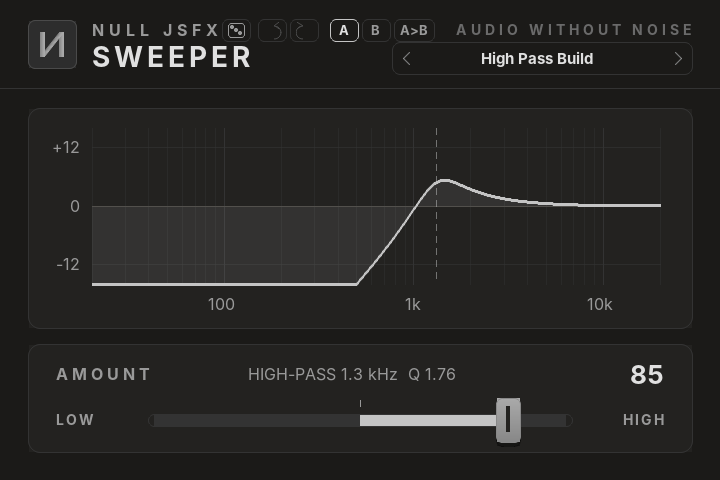 NULL JSFX
A B A>B
AUDIO WITHOUT NOISE
SWEEPER
High Pass Build
+12
0
-12
100 1k 10k
AMOUNT HIGH-PASS 1.3 kHz Q 1.76 85
LOW HIGH